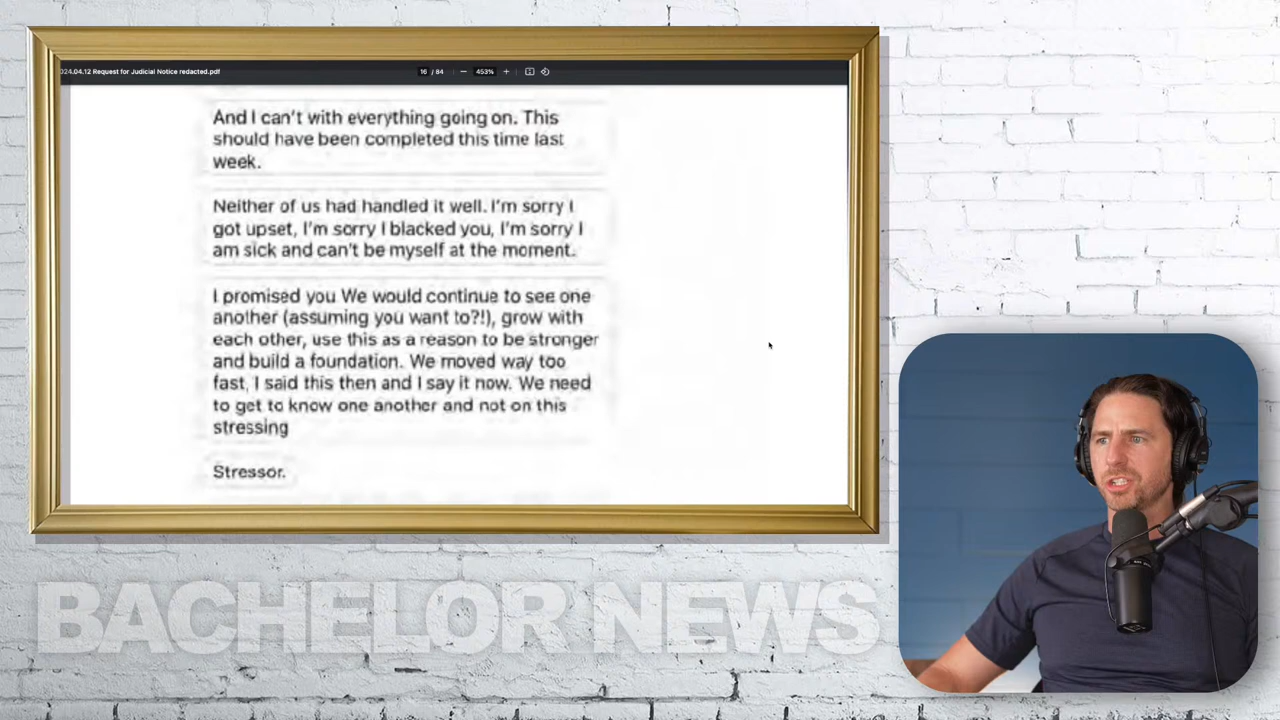 024.04.12 Request for Judicial Notice redacted.pdf
16 / 84
453%
And I can't with everything going on. This
should have been completed this time last
week.
Neither of us had handled it well. I'm sorry I
got upset, I'm sorry I blacked you, I'm sorry I
am sick and can't be myself at the moment.
I promised you We would continue to see one
another (assuming you want to?!), grow with
each other, use this as a reason to be stronger
and build a foundation. We moved way too
fast, I said this then and I say it now. We need
to get to know one another and not on this
stressing
Stressor.
BACHELOR NEWS